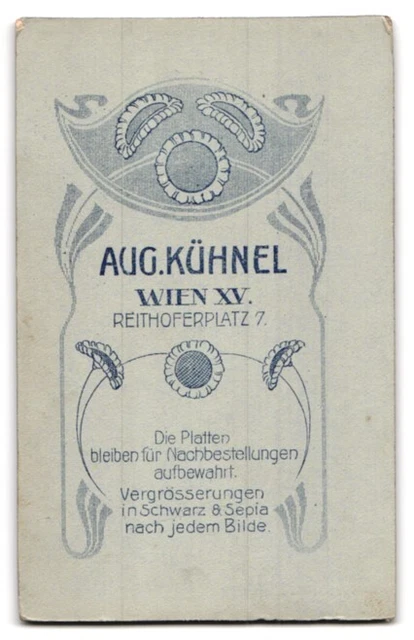 AUG.KÜHNEL
WIEN XV.
REITHOFERPLATZ 7.
Die Platten
bleiben für Nachbestellungen
aufbewahrt.
Vergrösserungen
in Schwarz & Sepia
nach jedem Bilde.